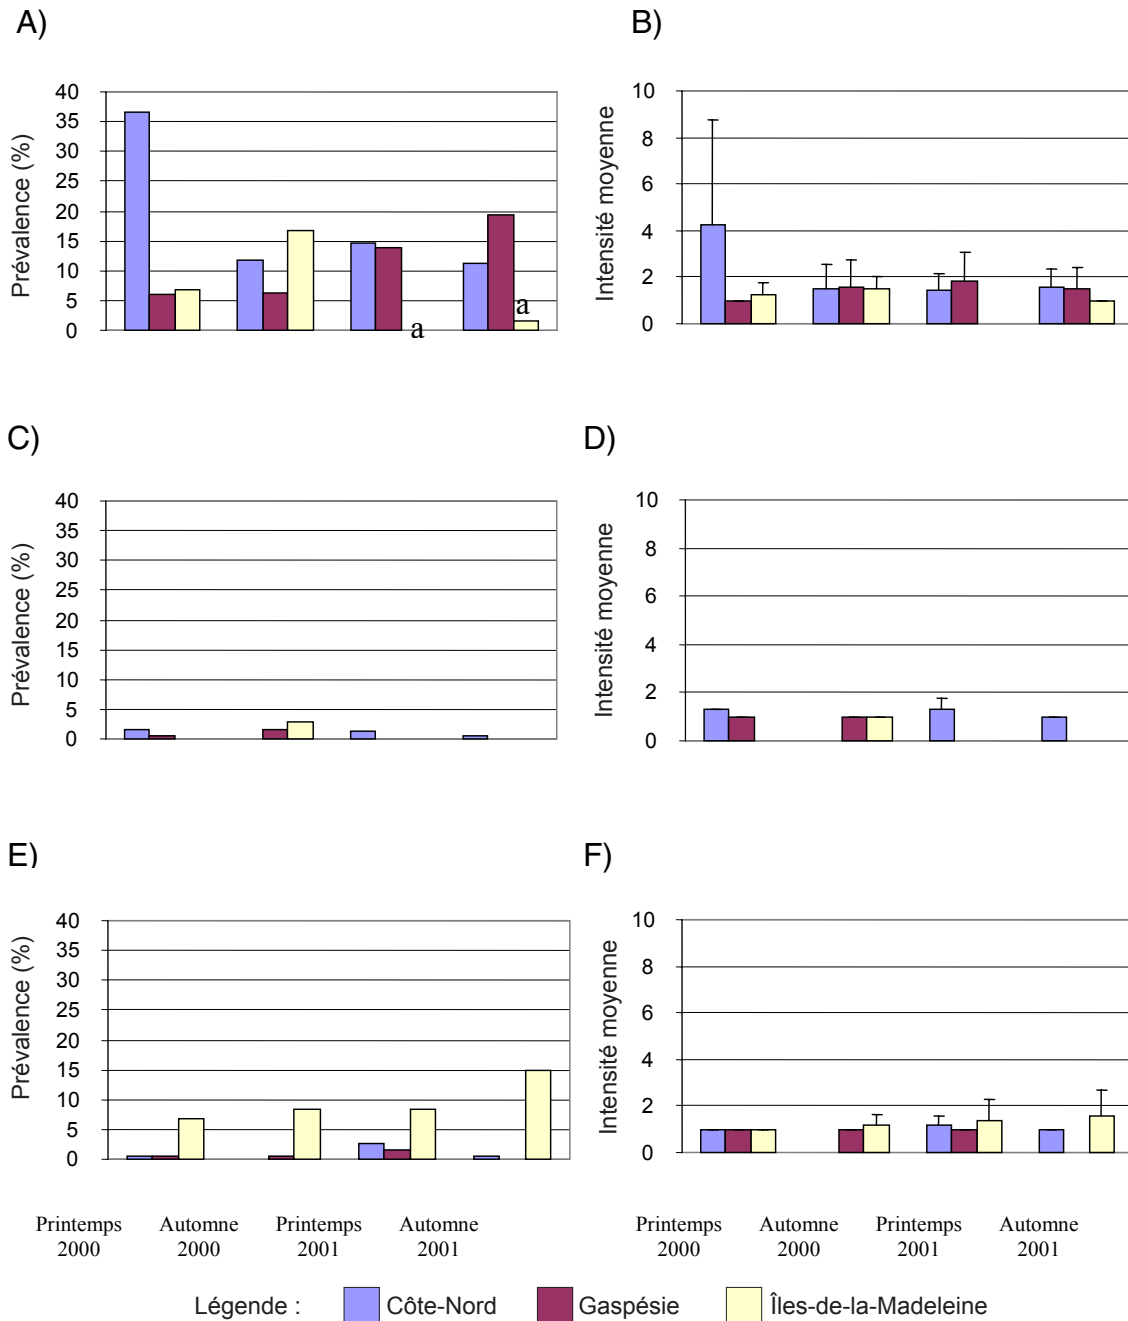 A)
B)
Prévalence (%)
40
35
30
25
20
15
10
5
0
a
a
Intensité moyenne
10
8
6
4
2
0
C)
D)
Prévalence (%)
40
35
30
25
20
15
10
5
0
Intensité moyenne
10
8
6
4
2
0
E)
F)
Prévalence (%)
40
35
30
25
20
15
10
5
0
Intensité moyenne
10
8
6
4
2
0
Printemps Automne Printemps Automne
2000 2000 2001 2001
Printemps Automne Printemps Automne
2000 2000 2001 2001
Légende : Côte-Nord Gaspésie Îles-de-la-Madeleine